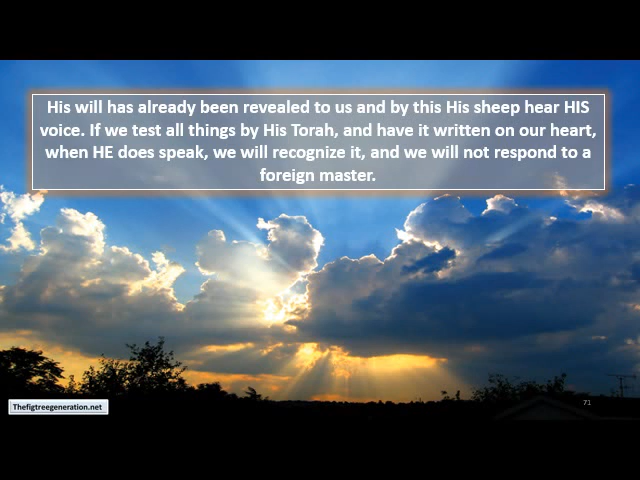 His will has already been revealed to us and by this His sheep hear HIS
voice. If we test all things by His Torah, and have it written on our heart,
when HE does speak, we will recognize it, and we will not respond to a
foreign master.
Thefigtreegeneration.net
71